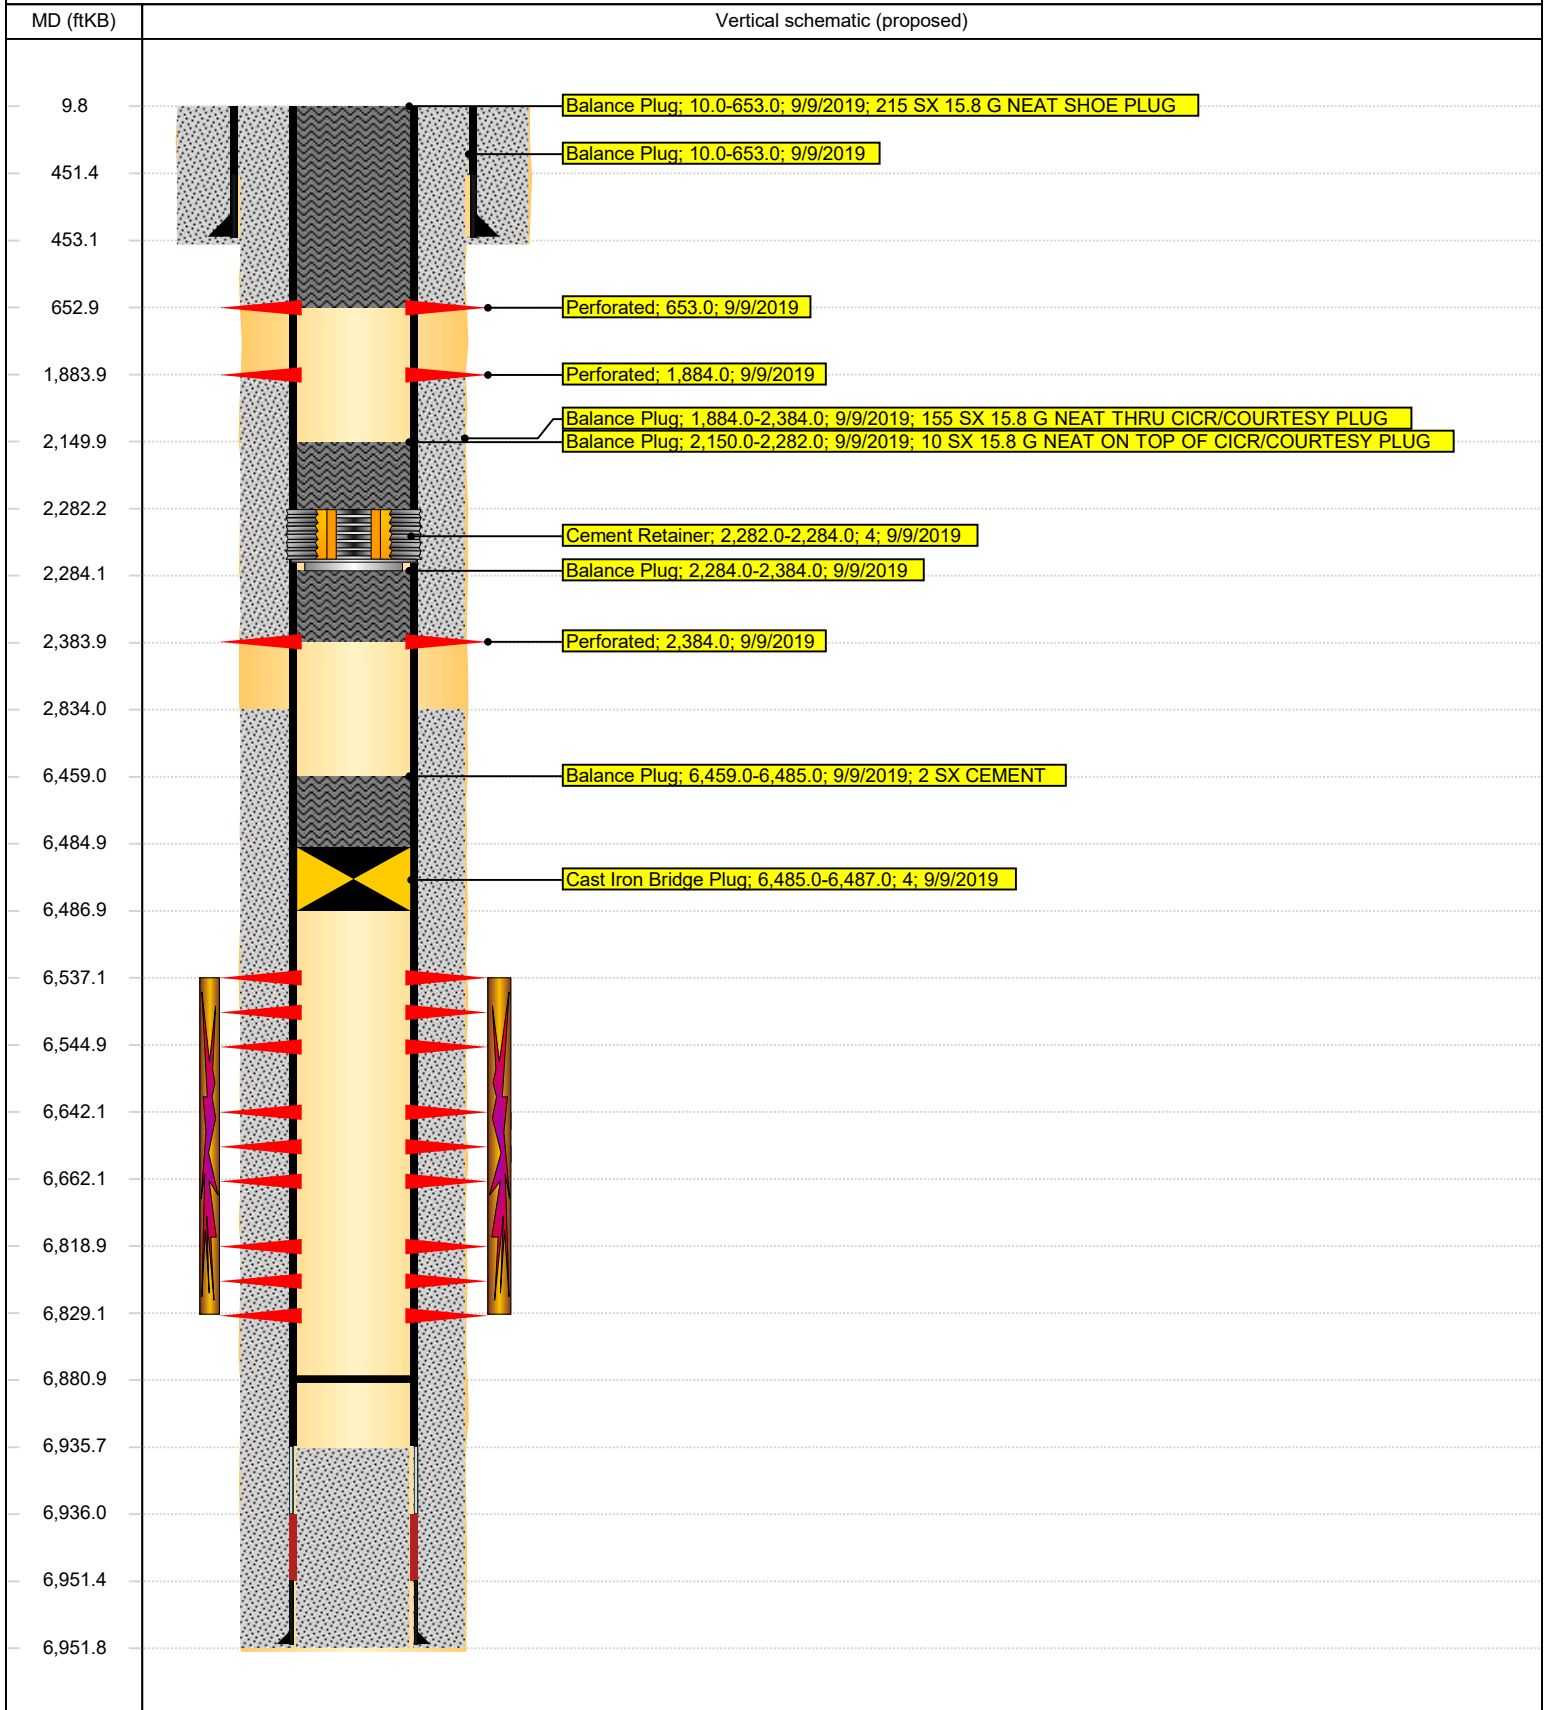 MD (ftKB) Vertical schematic (proposed)
9.8 Balance Plug; 10.0-653.0; 9/9/2019; 215 SX 15.8 G NEAT SHOE PLUG
Balance Plug; 10.0-653.0; 9/9/2019
451.4
453.1
652.9 Perforated; 653.0; 9/9/2019
1,883.9 Perforated; 1,884.0; 9/9/2019
Balance Plug; 1,884.0-2,384.0; 9/9/2019; 155 SX 15.8 G NEAT THRU CICR/COURTESY PLUG
2,149.9 Balance Plug; 2,150.0-2,282.0; 9/9/2019; 10 SX 15.8 G NEAT ON TOP OF CICR/COURTESY PLUG
2,282.2
Cement Retainer; 2,282.0-2,284.0; 4; 9/9/2019
2,284.1 Balance Plug; 2,284.0-2,384.0; 9/9/2019
2,383.9 Perforated; 2,384.0; 9/9/2019
2,834.0
6,459.0 Balance Plug; 6,459.0-6,485.0; 9/9/2019; 2 SX CEMENT
6,484.9
Cast Iron Bridge Plug; 6,485.0-6,487.0; 4; 9/9/2019
6,486.9
6,537.1
6,544.9
6,642.1
6,662.1
6,818.9
6,829.1
6,880.9
6,935.7
6,936.0
6,951.4
6,951.8